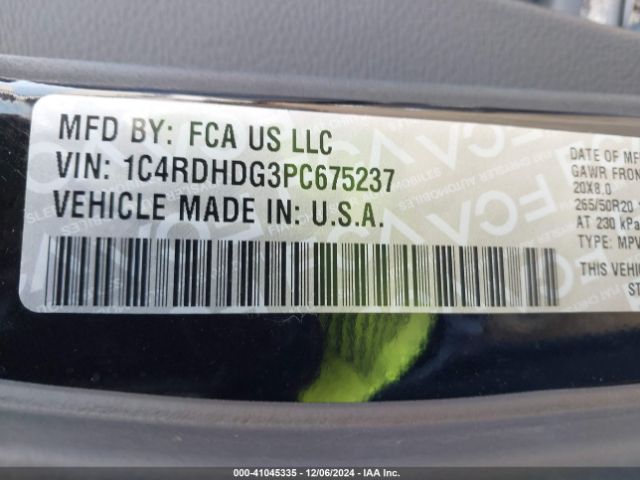 MFD BY: FCA US LLC
VIN: 1C4RDHDG3PC675237
VEHICLE MADE IN: U.S.A.
DATE OF MF
GAWR FRON
20X8.0
265/50R20
AT 230 kPa
TYPE: MPV
THIS VEHIC
ST
000-41045335 - 12/06/2024 - IAA Inc.